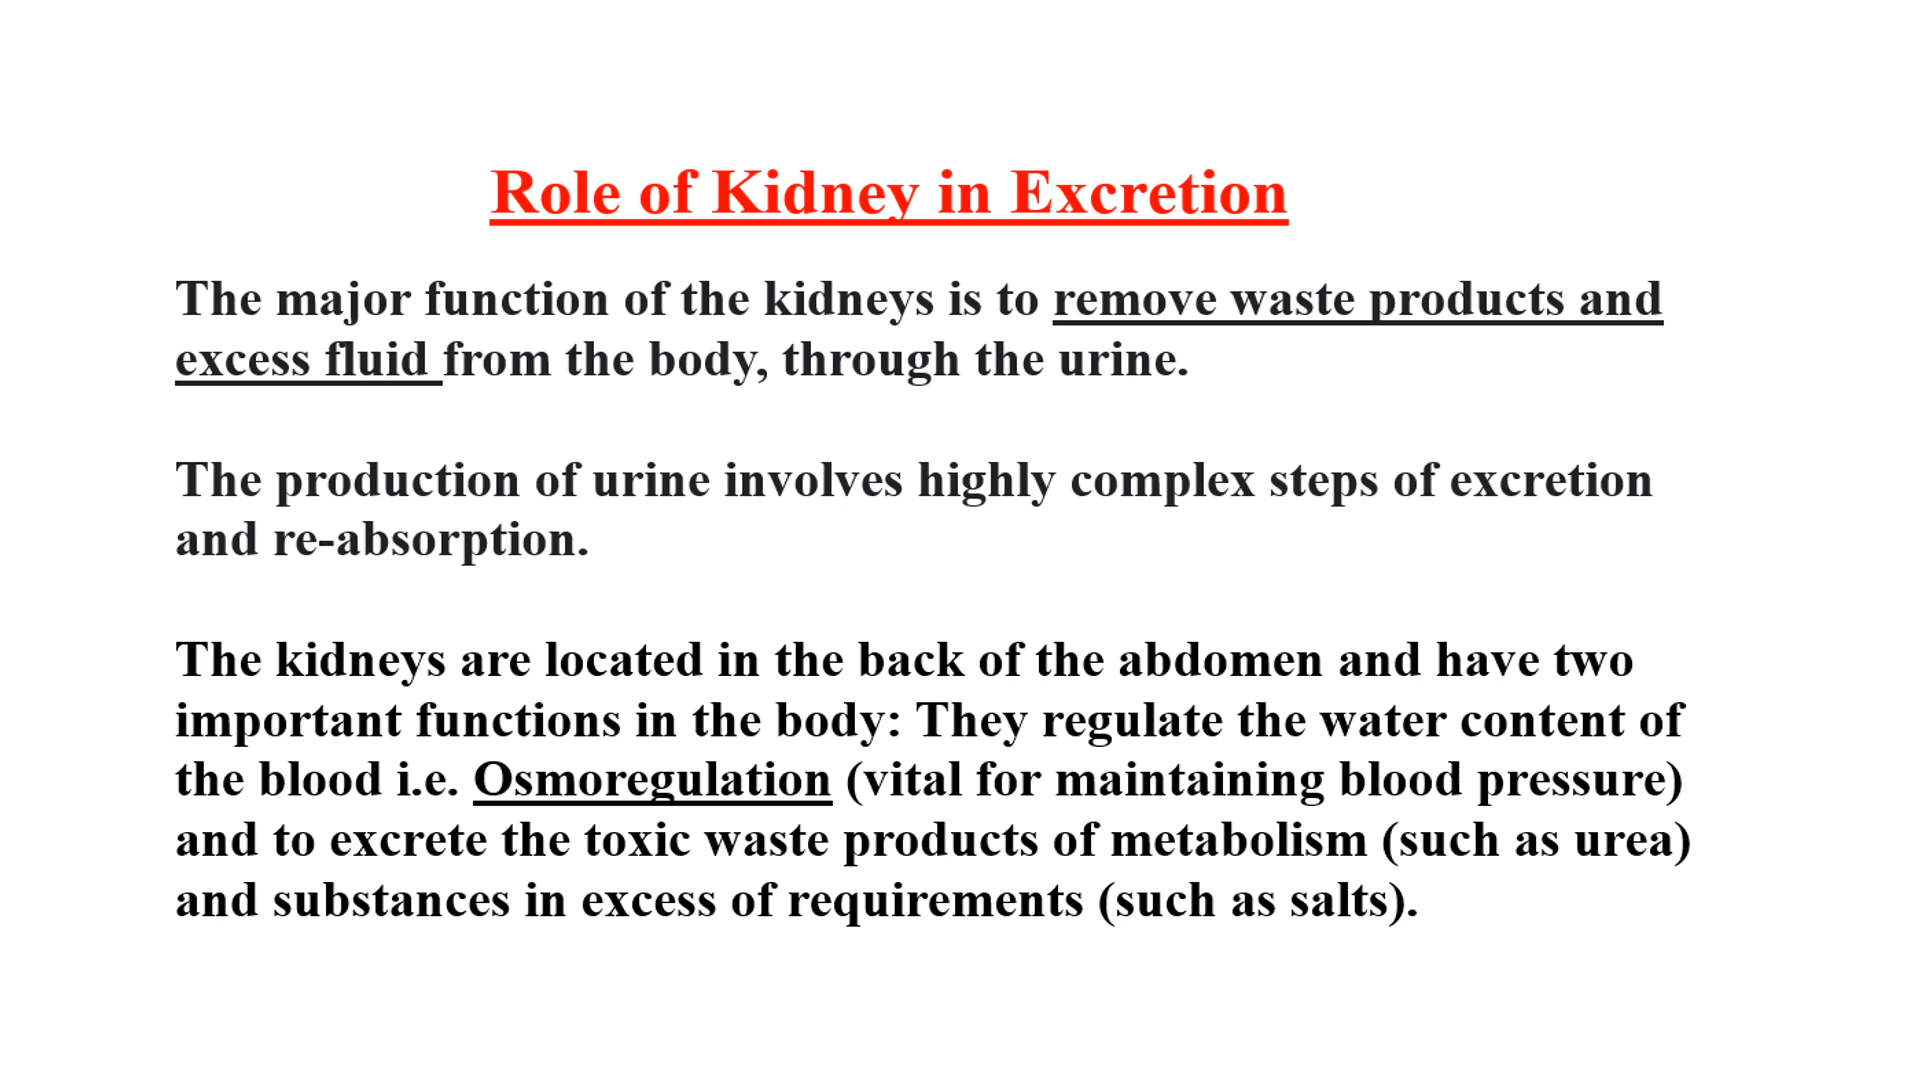 Role of Kidney in Excretion
The major function of the kidneys is to remove waste products and
excess fluid from the body, through the urine.
The production of urine involves highly complex steps of excretion
and re-absorption.
The kidneys are located in the back of the abdomen and have two
important functions in the body: They regulate the water content of
the blood i.e. Osmoregulation (vital for maintaining blood pressure)
and to excrete the toxic waste products of metabolism (such as urea)
and substances in excess of requirements (such as salts).